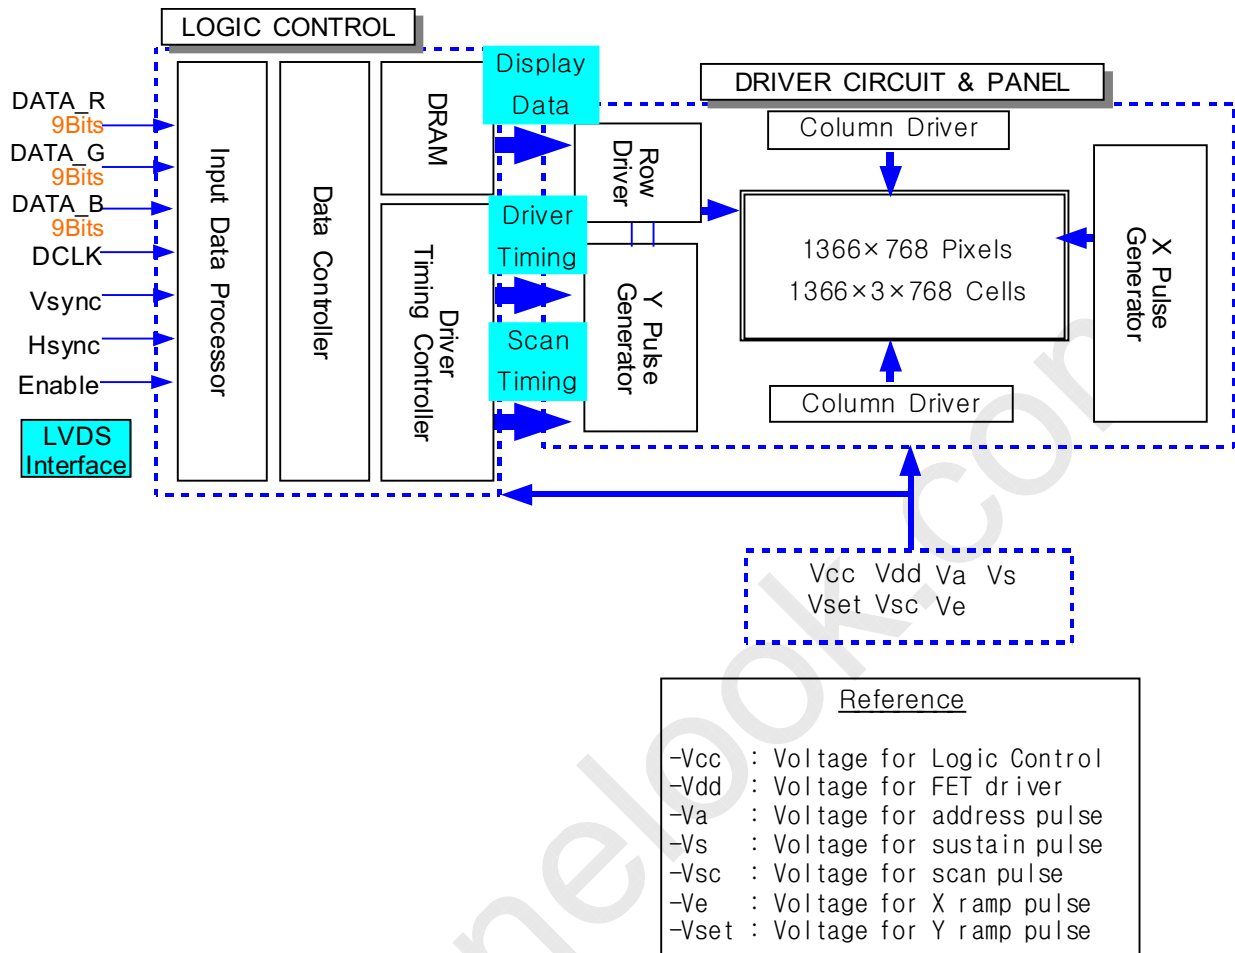 LOGIC CONTROL
DRIVER CIRCUIT & PANEL
DATA_R
9Bits
DATA_G
9Bits
DATA_B
9Bits
DCLK
Vsync
Hsync
Enable
LVDS
Interface
Input Data Processor
Data Controller
DRAM
Driver
Timing Controller
Display
Data
Driver
Timing
Scan
Timing
Row
Driver
Y Pulse
Generator
Column Driver
1366×768 Pixels
1366×3×768 Cells
Column Driver
X Pulse
Generator
Vcc Vdd Va Vs
Vset Vsc Ve
Reference
-Vcc : Voltage for Logic Control
-Vdd : Voltage for FET driver
-Va : Voltage for address pulse
-Vs : Voltage for sustain pulse
-Vsc : Voltage for scan pulse
-Ve : Voltage for X ramp pulse
-Vset : Voltage for Y ramp pulse
nelook.com